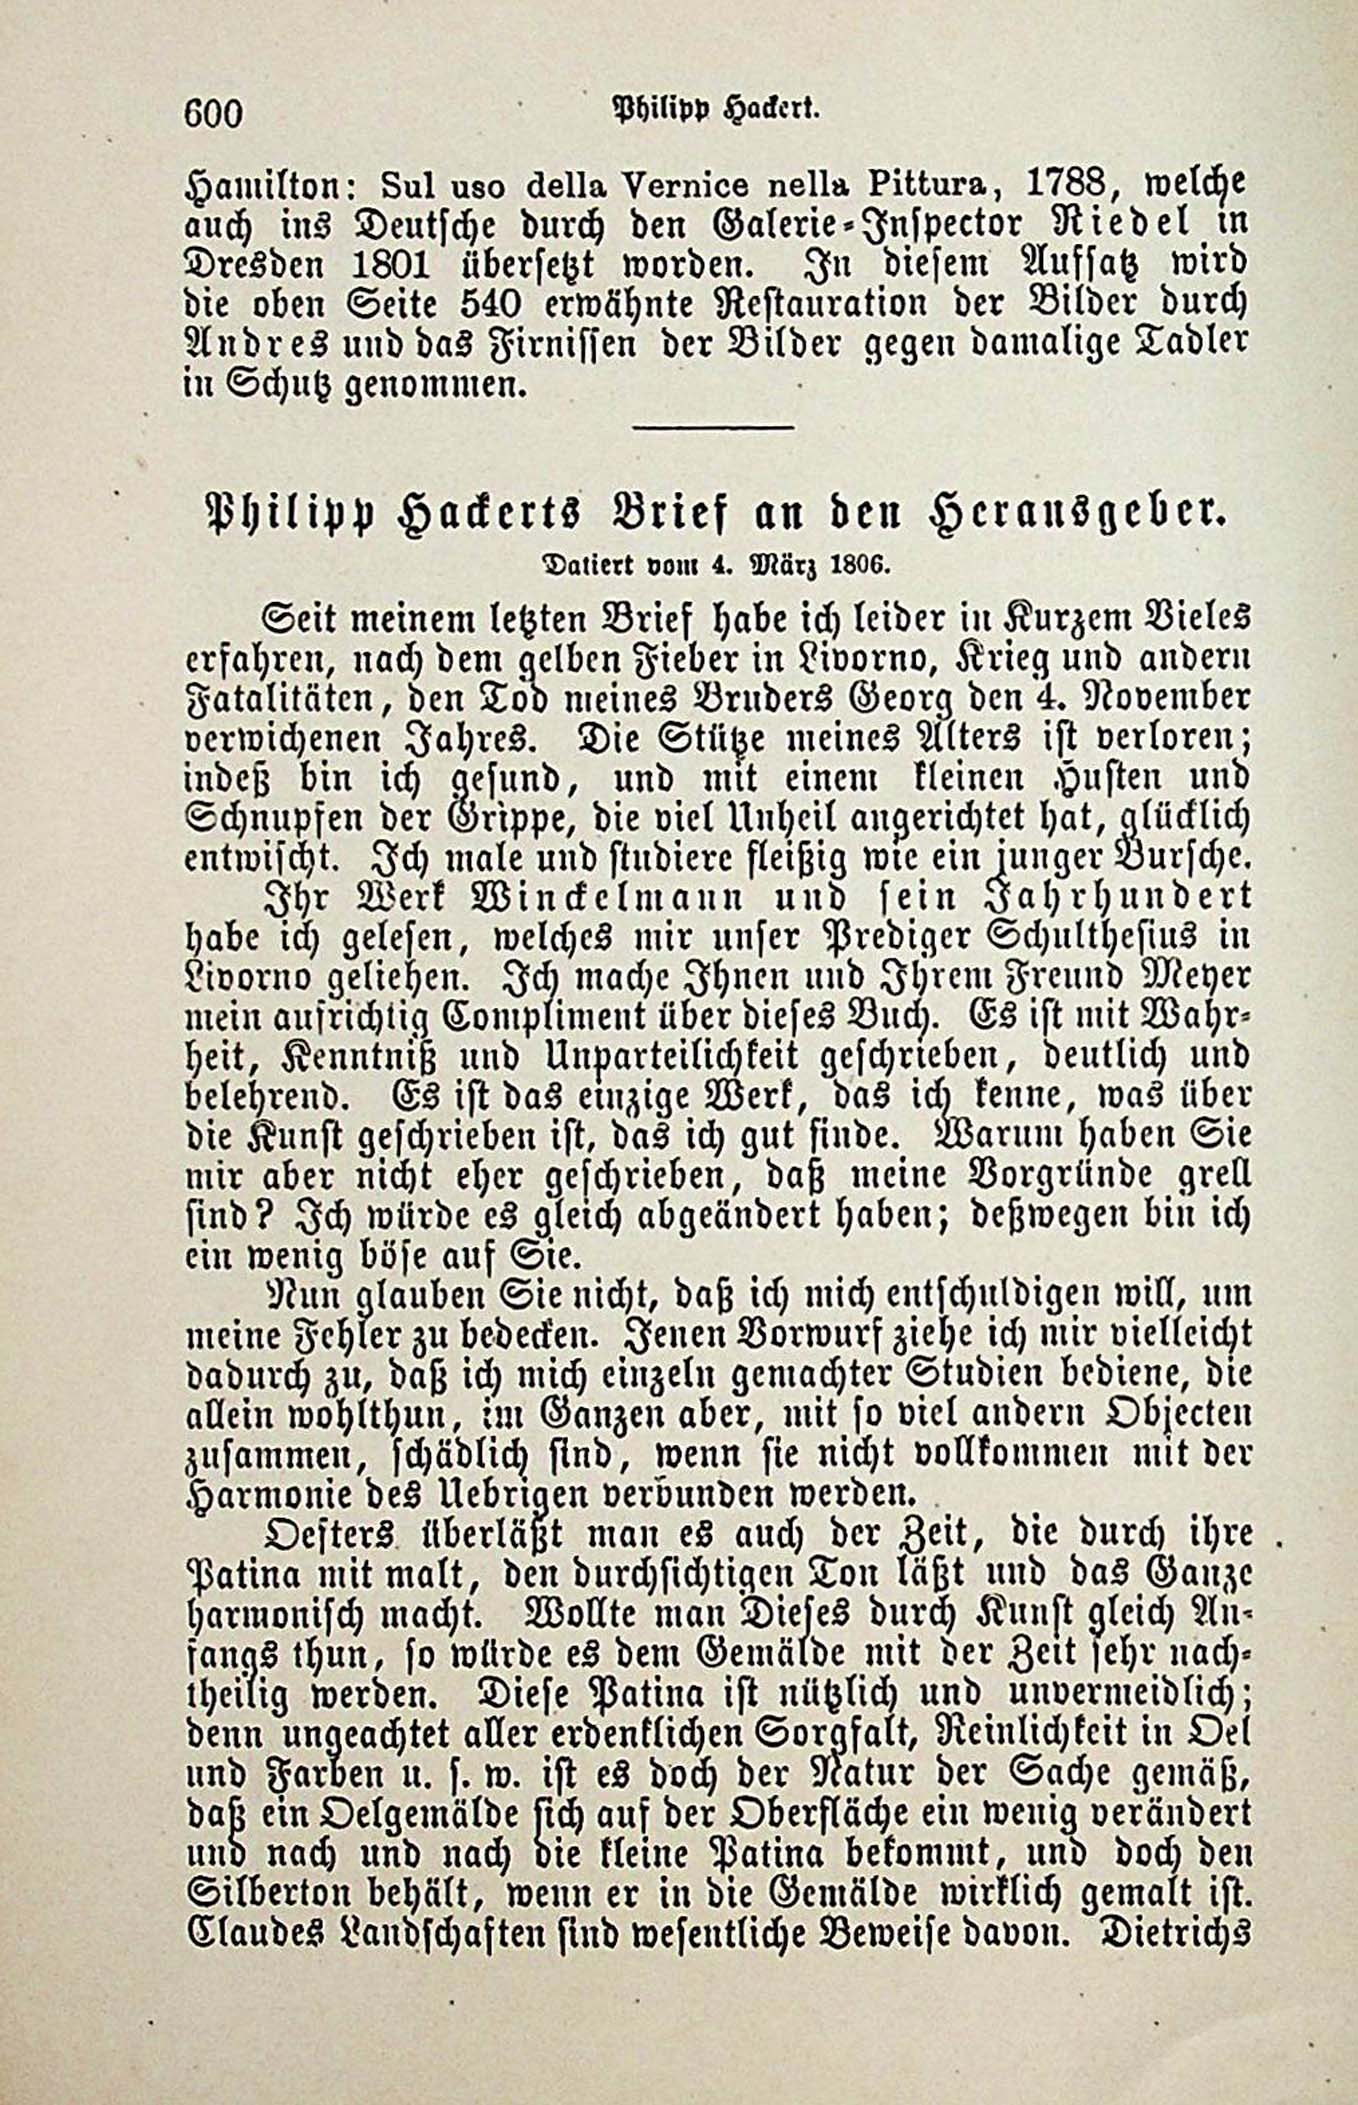 600
Philipp Hackert.
Hamilton: Sul uso della Vernice nella Pittura, 1788, welche
auch ins Deutsche durch den Galerie-Inspector Riedel in
Dresden 1801 übersetzt worden. In diesem Aufsatz wird
die oben Seite 540 erwähnte Restauration der Bilder durch
Andres und das Firnissen der Bilder gegen damalige Tadler
in Schutz genommen.
Philipp Hackerts Brief an den Herausgeber.
Datiert vom 4. März 1806.
Seit meinem letzten Brief habe ich leider in Kurzem Vieles
erfahren, nach dem gelben Fieber in Livorno, Krieg und andern
Fatalitäten, den Tod meines Bruders Georg den 4. November
verwichenen Jahres. Die Stütze meines Alters ist verloren;
indeß bin ich gesund, und mit einem kleinen Husten und
Schnupfen der Grippe, die viel Unheil angerichtet hat, glücklich
entwischt. Ich male und studiere fleißig wie ein junger Bursche.
Ihr Werk Winckelmann und sein Jahrhundert
habe ich gelesen, welches mir unser Prediger Schulthesius in
Livorno geliehen. Ich mache Ihnen und Ihrem Freund Meyer
mein aufrichtig Compliment über dieses Buch. Es ist mit Wahr-
heit, Kenntniß und Unparteilichkeit geschrieben, deutlich und
belehrend. Es ist das einzige Werk, das ich kenne, was über
die Kunst geschrieben ist, das ich gut finde. Warum haben Sie
mir aber nicht eher geschrieben, daß meine Vorgründe grell
sind? Ich würde es gleich abgeändert haben; deßwegen bin ich
ein wenig böse auf Sie.
Nun glauben Sie nicht, daß ich mich entschuldigen will, um
meine Fehler zu bedecken. Jenen Vorwurf ziehe ich mir vielleicht
dadurch zu, daß ich mich einzeln gemachter Studien bediene, die
allein wohlthun, im Ganzen aber, mit so viel andern Objecten
zusammen, schädlich sind, wenn sie nicht vollkommen mit der
Harmonie des Uebrigen verbunden werden.
Oefters überläßt man es auch der Zeit, die durch ihre
Patina mit malt, den durchsichtigen Ton läßt und das Ganze
harmonisch macht. Wollte man Dieses durch Kunst gleich An-
fangs thun, so würde es dem Gemälde mit der Zeit sehr nach-
theilig werden. Diese Patina ist nützlich und unvermeidlich;
denn ungeachtet aller erdenklichen Sorgfalt, Reinlichkeit in Oel
und Farben u. s. w. ist es doch der Natur der Sache gemäß,
daß ein Oelgemälde sich auf der Oberfläche ein wenig verändert
und nach und nach die kleine Patina bekommt, und doch den
Silberton behält, wenn er in die Gemälde wirklich gemalt ist.
Claudes Landschaften sind wesentliche Beweise davon. Dietrichs